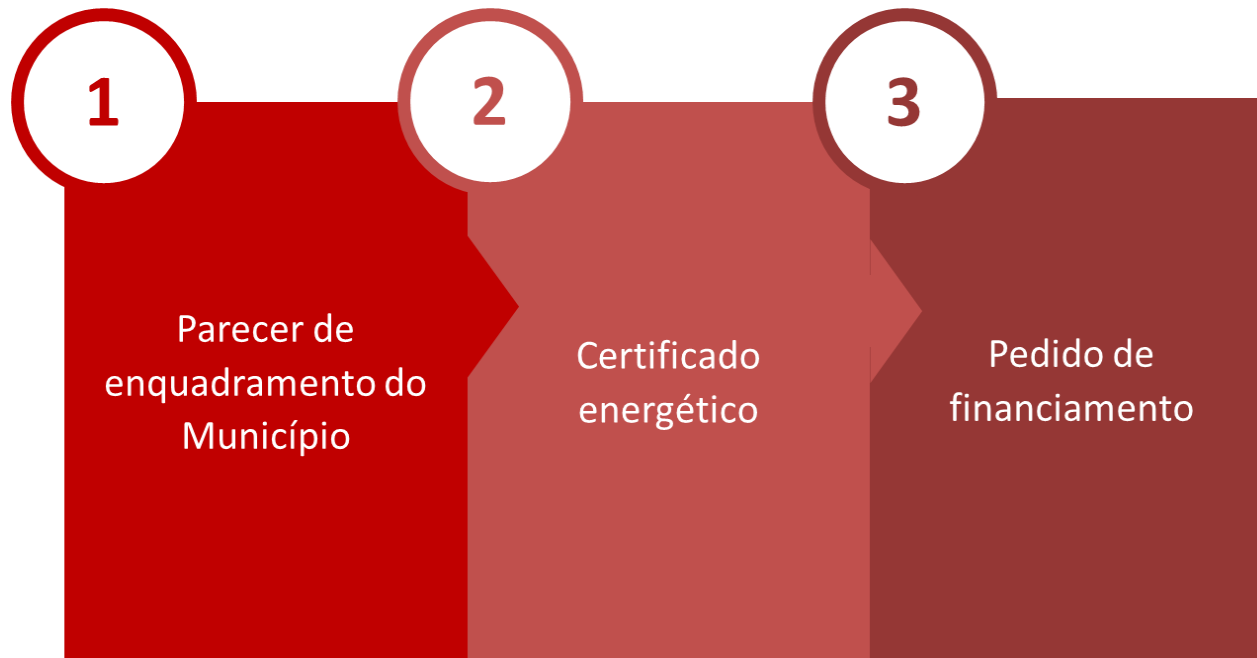 1
Parecer de
enquadramento do
Município
2
Certificado
energético
3
Pedido de
financiamento